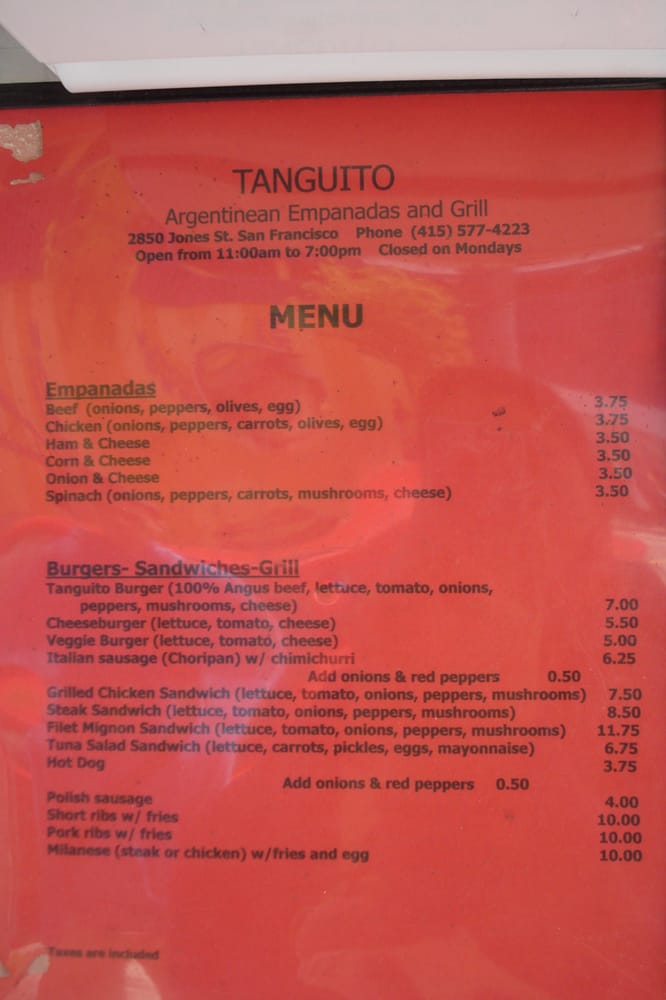 TANGUITO
Argentinean Empanadas and Grill
2850 Jones St. San Francisco Phone (415) 577-4223
Open from 11:00am to 7:00pm Closed on Mondays
MENU
Empanadas
Beef (onions, peppers, olives, egg) 3.75
Chicken (onions, peppers, carrots, olives, egg) 3.75
Ham & Cheese 3.50
Corn & Cheese 3.50
Onion & Cheese 3.50
Spinach (onions, peppers, carrots, mushrooms, cheese) 3.50
Burgers- Sandwiches-Grill
Tanguito Burger (100% Angus beef, lettuce, tomato, onions,
peppers, mushrooms, cheese) 7.00
Cheeseburger (lettuce, tomato, cheese) 5.50
Veggie Burger (lettuce, tomato, cheese) 5.00
Italian sausage (Choripan) w/ chimichurri 6.25
Add onions & red peppers 0.50
Grilled Chicken Sandwich (lettuce, tomato, onions, peppers, mushrooms) 7.50
Steak Sandwich (lettuce, tomato, onions, peppers, mushrooms) 8.50
Filet Mignon Sandwich (lettuce, tomato, onions, peppers, mushrooms) 11.75
Tuna Salad Sandwich (lettuce, carrots, pickles, eggs, mayonnaise) 6.75
Hot Dog 3.75
Add onions & red peppers 0.50
Polish sausage 4.00
Short ribs w/ fries 10.00
Pork ribs w/ fries 10.00
Milanese (steak or chicken) w/fries and egg 10.00
Taxes are included